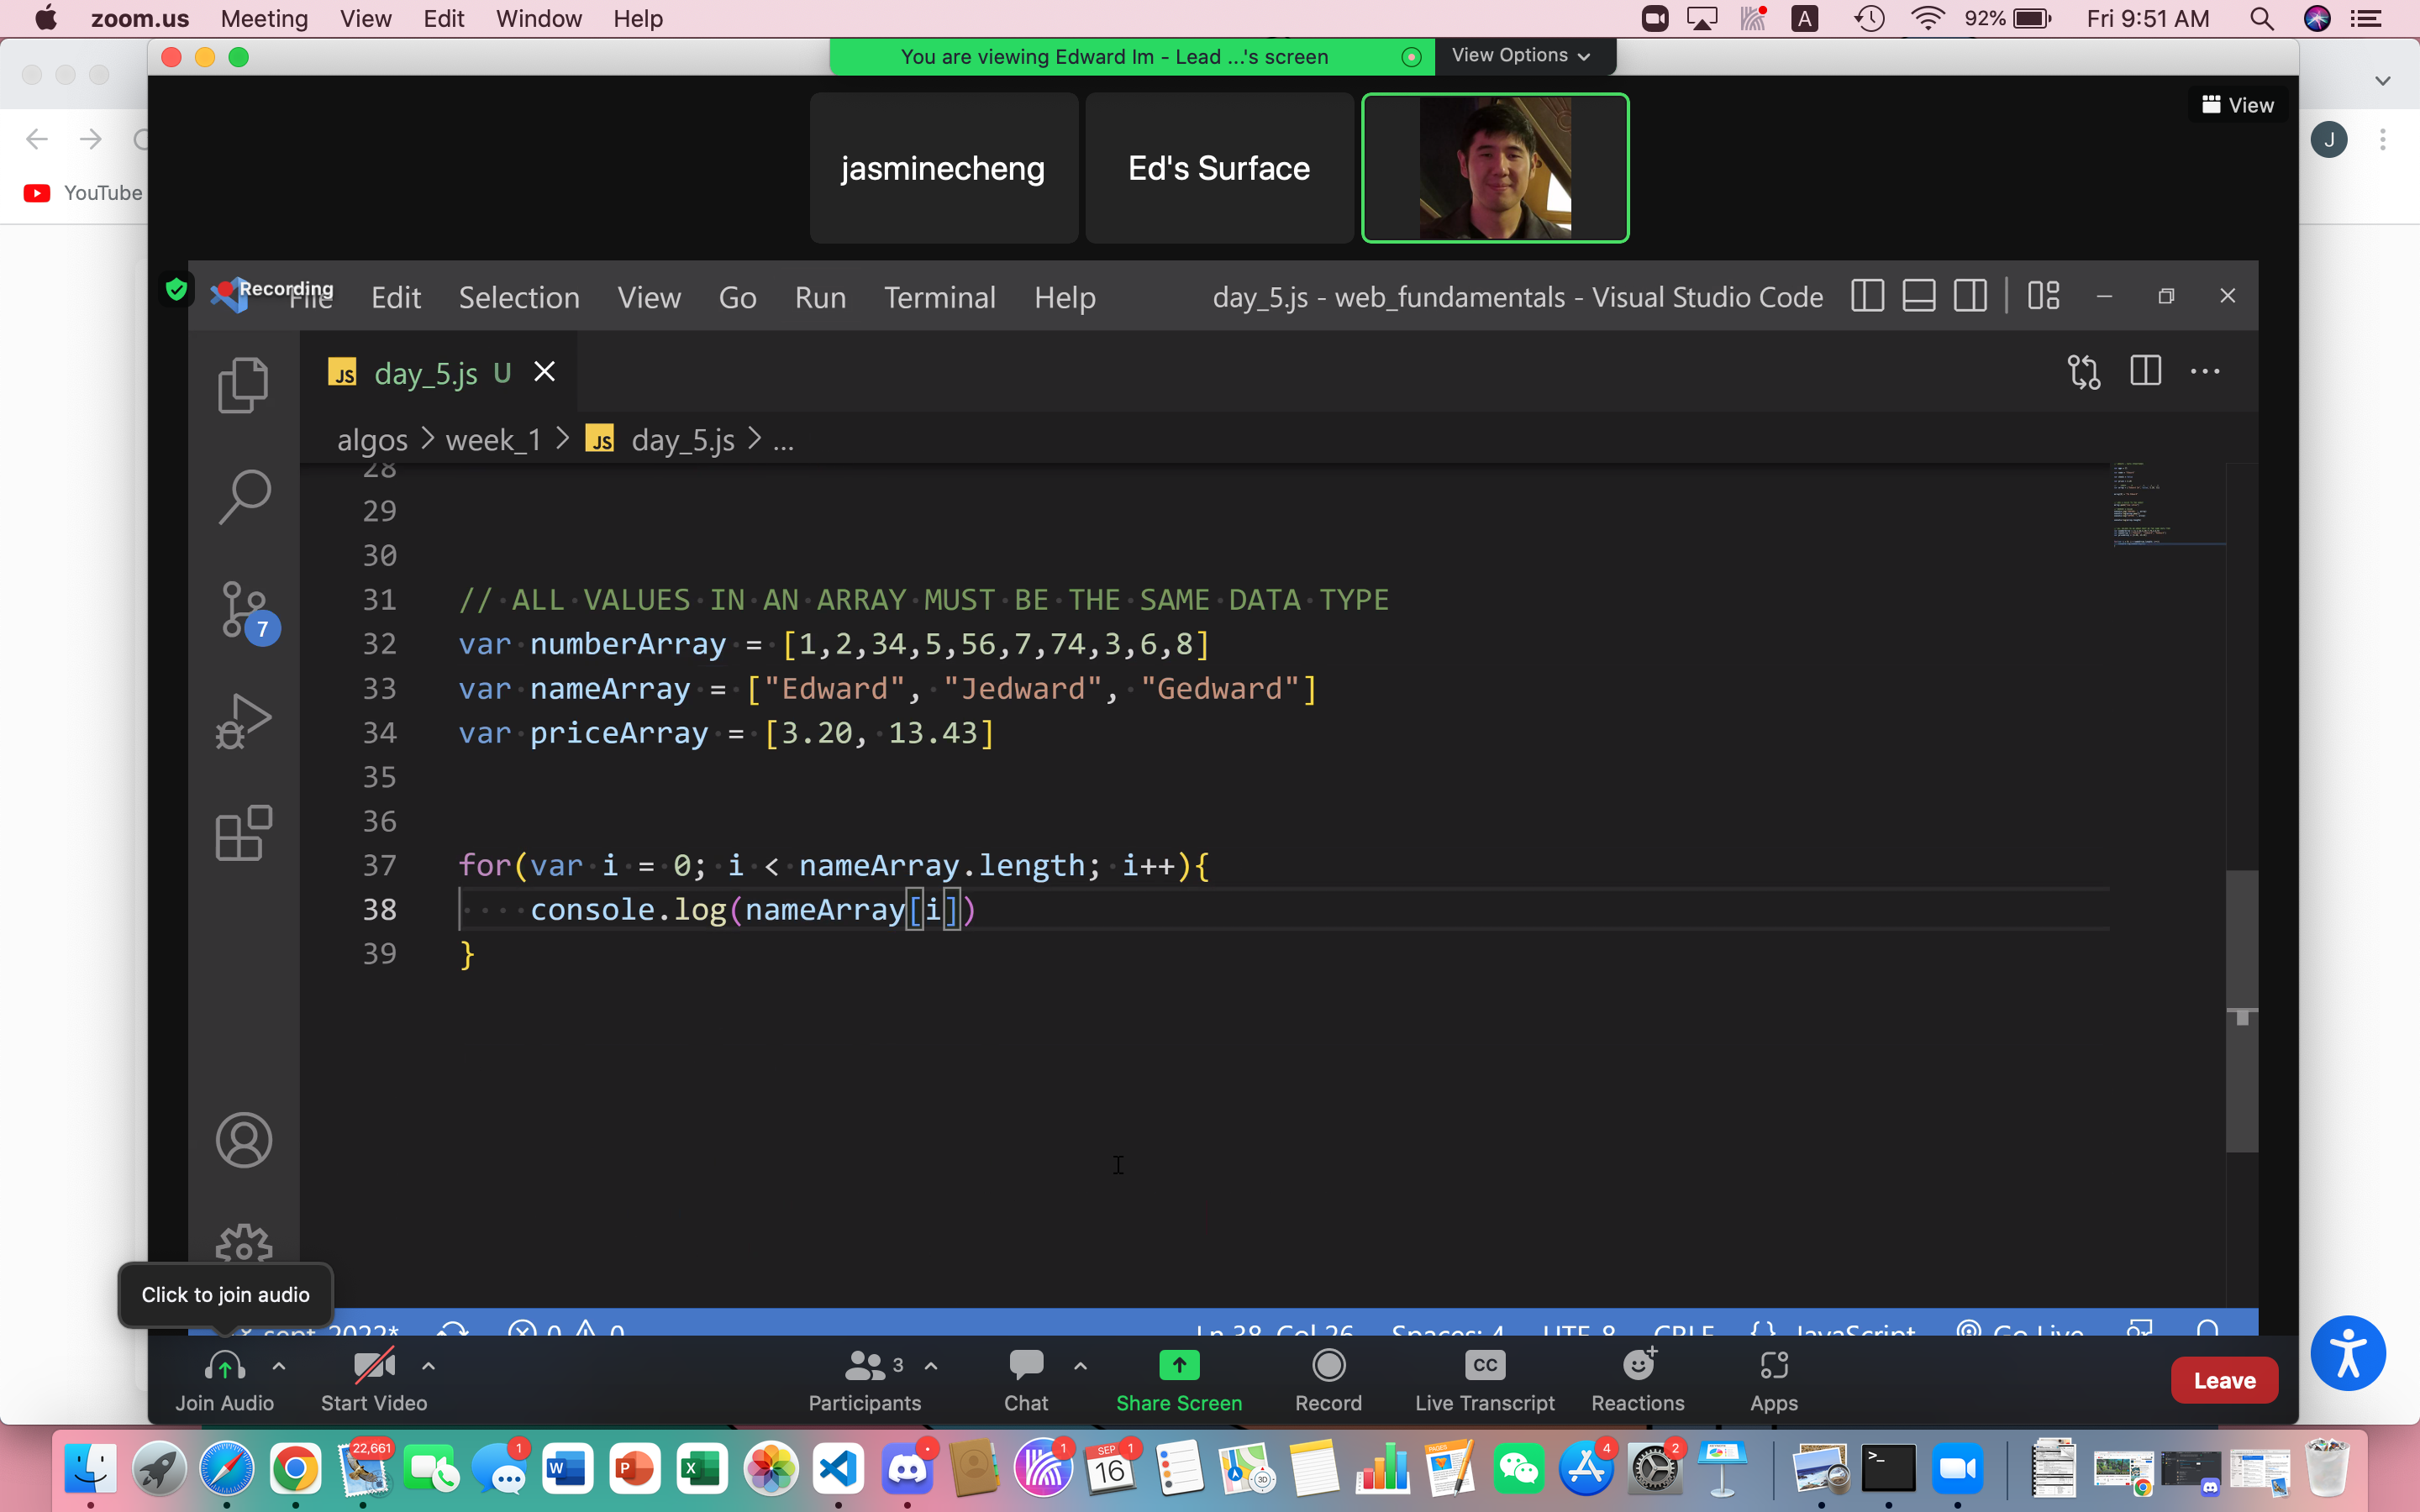 zoom.us Meeting View Edit Window Help A 92% Fri 9:51 AM
You are viewing Edward Im - Lead ...'s screen View Options
View
J
YouTube
jasminecheng Ed's Surface
Recording
File Edit Selection View Go Run Terminal Help day_5.js - web_fundamentals - Visual Studio Code
JS day_5.js U
algos > week_1 > JS day_5.js > ...
28
29
30
31 // ALL VALUES IN AN ARRAY MUST BE THE SAME DATA TYPE
32 var numberArray = [1,2,34,5,56,7,74,3,6,8]
33 var nameArray = ["Edward", "Jedward", "Gedward"]
34 var priceArray = [3.20, 13.43]
35
36
37 for(var i = 0; i < nameArray.length; i++){
38 console.log(nameArray[i])
39 }
7
Click to join audio
sept_2022* 0 0 Ln 38, Col 26 Spaces: 4 UTF-8 CRLF {} JavaScript Go Live
3 CC
Join Audio Start Video Participants Chat Share Screen Record Live Transcript Reactions Apps Leave
22,661 1 W P X 1 SEP 16 1 3D PAGES 4 2 >_